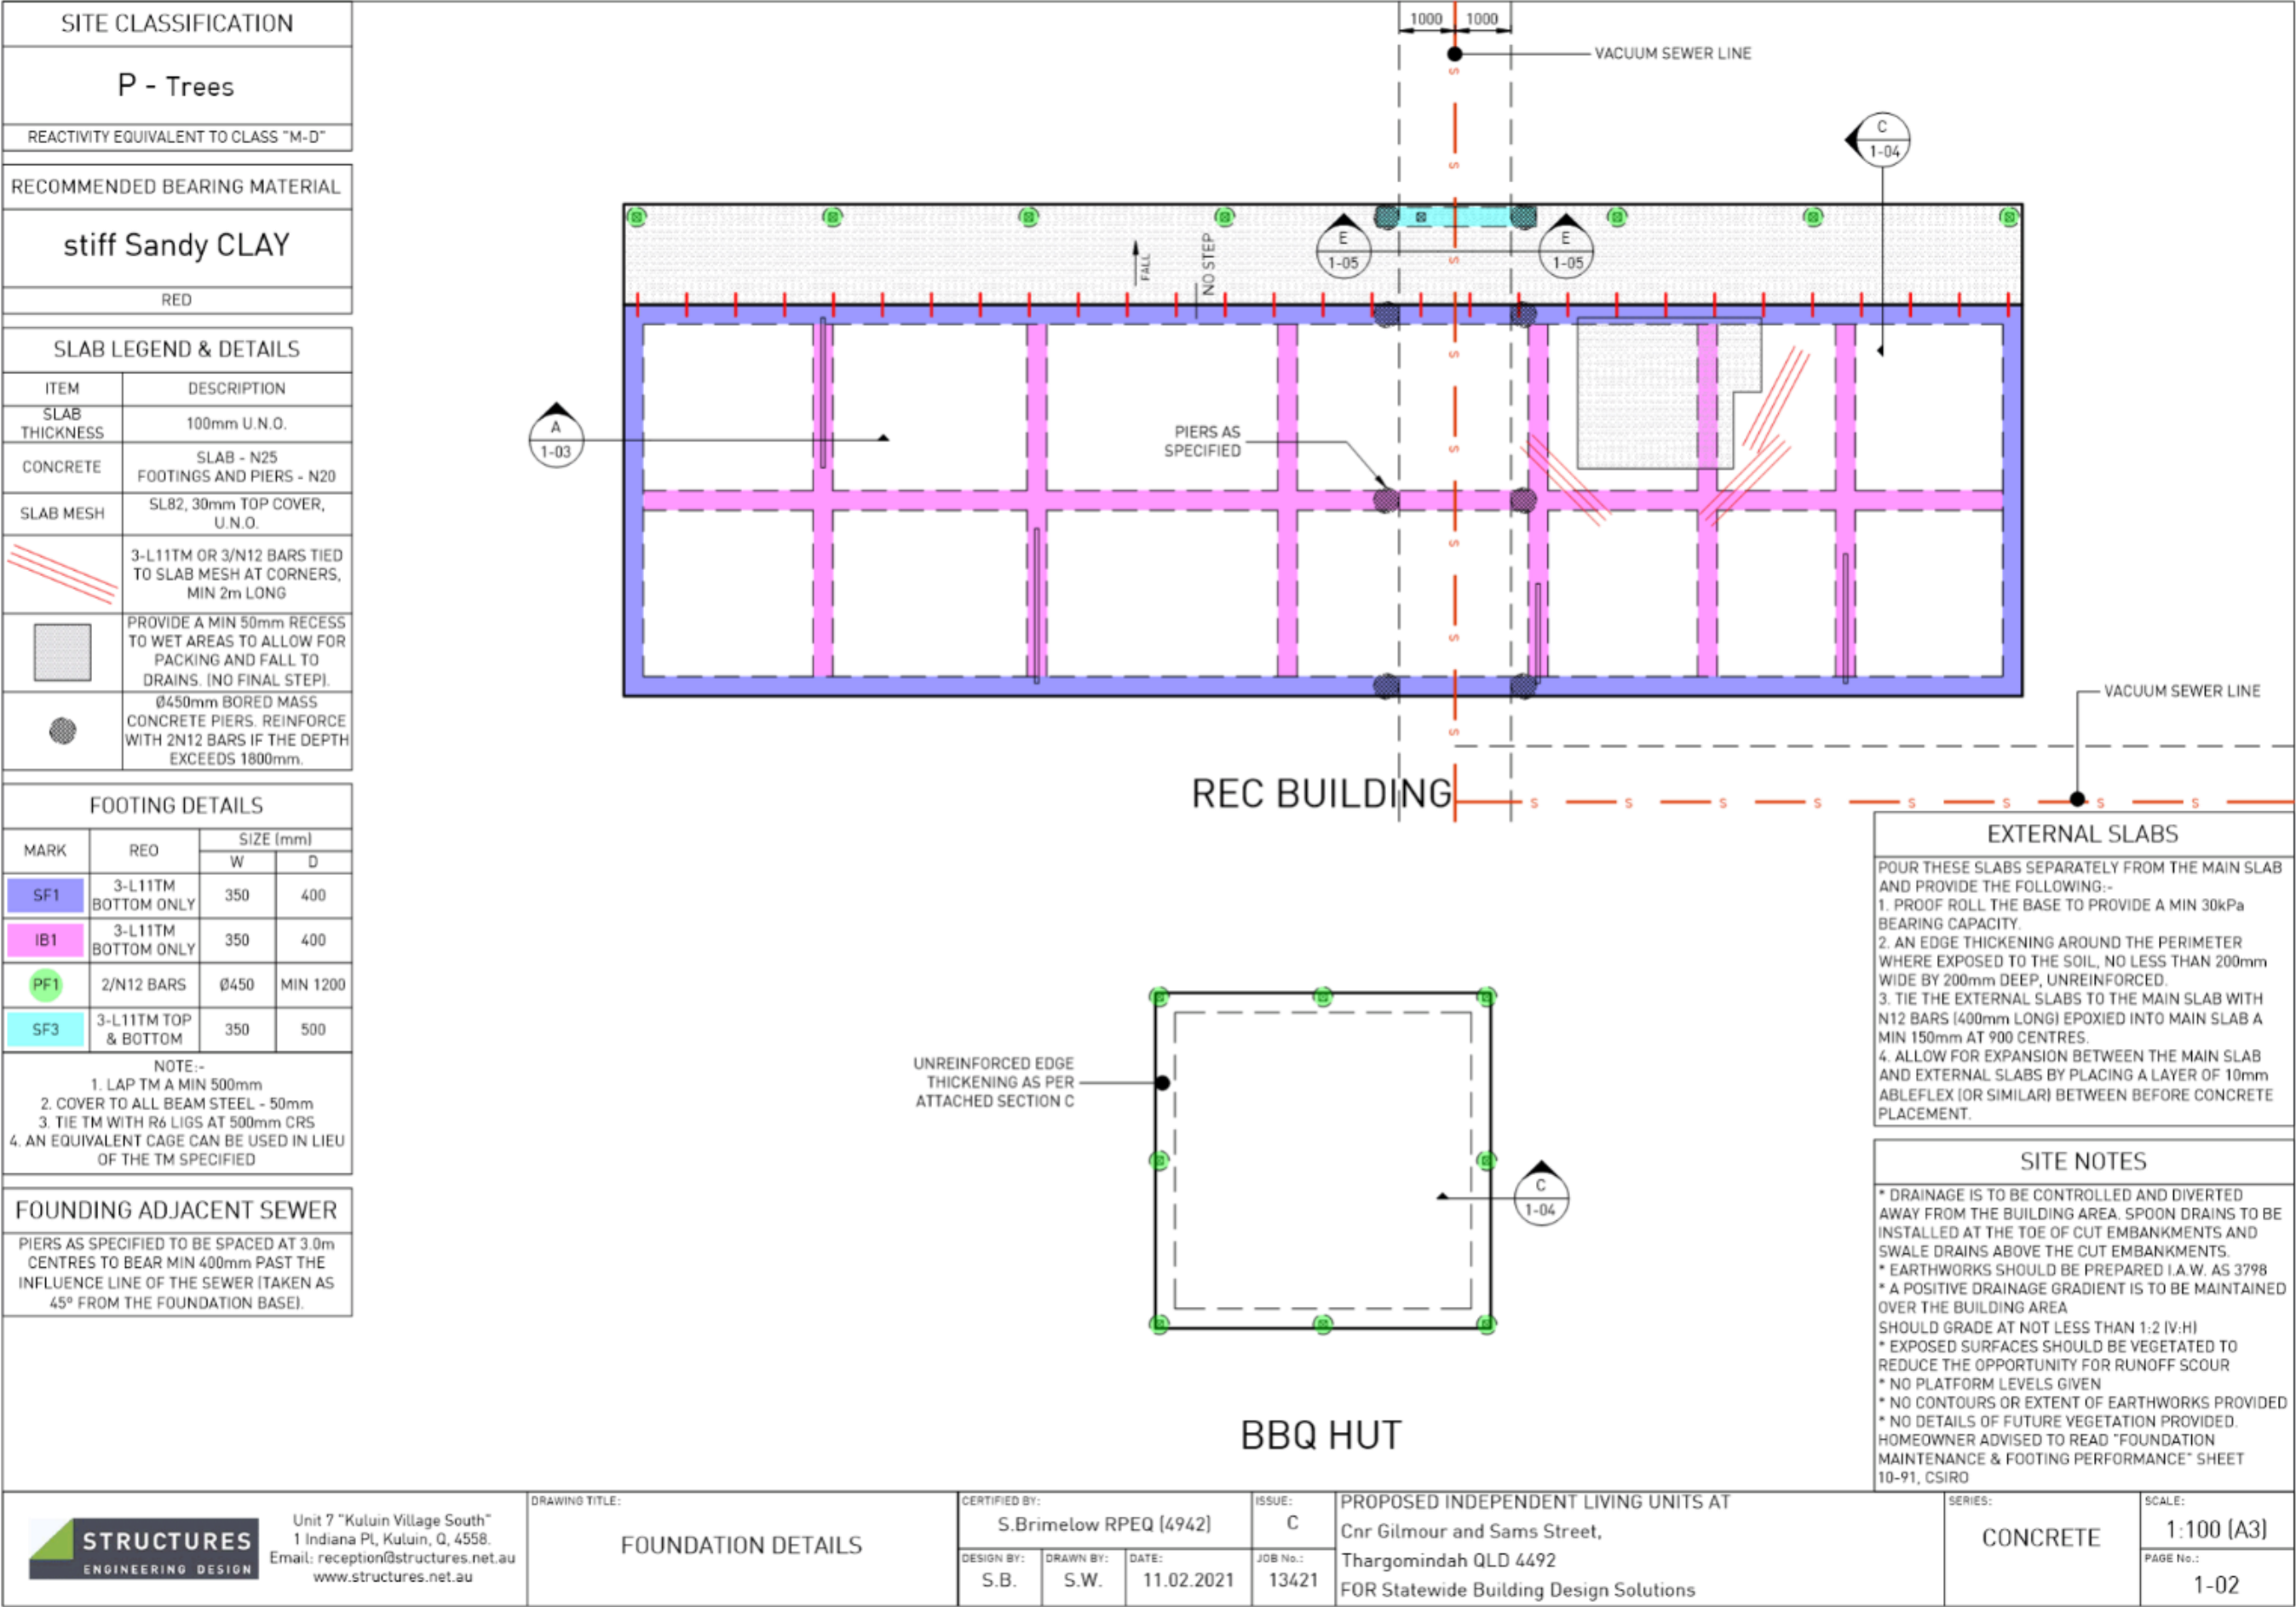 SITE CLASSIFICATION
P - Trees
REACTIVITY EQUIVALENT TO CLASS "M-D"
RECOMMENDED BEARING MATERIAL
stiff Sandy CLAY
RED
SLAB LEGEND & DETAILS
ITEM DESCRIPTION
SLAB THICKNESS
100mm U.N.O.
CONCRETE
SLAB - N25
FOOTINGS AND PIERS - N20
SLAB MESH
SL82, 30mm TOP COVER,
U.N.O.
3-L11TM OR 3/N12 BARS TIED
TO SLAB MESH AT CORNERS,
MIN 2m LONG
PROVIDE A MIN 50mm RECESS
TO WET AREAS TO ALLOW FOR
PACKING AND FALL TO
DRAINS. (NO FINAL STEP).
Ø450mm BORED MASS
CONCRETE PIERS. REINFORCE
WITH 2N12 BARS IF THE DEPTH
EXCEEDS 1800mm.
FOOTING DETAILS
MARK REO SIZE (mm)
W D
SF1 3-L11TM BOTTOM ONLY 350 400
IB1 3-L11TM BOTTOM ONLY 350 400
PF1 2/N12 BARS Ø450 MIN 1200
SF3 3-L11TM TOP & BOTTOM 350 500
NOTE:-
1. LAP TM A MIN 500mm
2. COVER TO ALL BEAM STEEL - 50mm
3. TIE TM WITH R6 LIGS AT 500mm CRS
4. AN EQUIVALENT CAGE CAN BE USED IN LIEU
OF THE TM SPECIFIED
FOUNDING ADJACENT SEWER
PIERS AS SPECIFIED TO BE SPACED AT 3.0m
CENTRES TO BEAR MIN 400mm PAST THE
INFLUENCE LINE OF THE SEWER (TAKEN AS
45º FROM THE FOUNDATION BASE).
1000 1000
VACUUM SEWER LINE
S
S
C
1-04
E
1-05
E
1-05
S
FALL
NO STEP
S
A
1-03
PIERS AS
SPECIFIED
S
S
S
VACUUM SEWER LINE
S
REC BUILDING
S S S S S S S S
UNREINFORCED EDGE
THICKENING AS PER
ATTACHED SECTION C
C
1-04
BBQ HUT
EXTERNAL SLABS
POUR THESE SLABS SEPARATELY FROM THE MAIN SLAB
AND PROVIDE THE FOLLOWING:-
1. PROOF ROLL THE BASE TO PROVIDE A MIN 30kPa
BEARING CAPACITY.
2. AN EDGE THICKENING AROUND THE PERIMETER
WHERE EXPOSED TO THE SOIL, NO LESS THAN 200mm
WIDE BY 200mm DEEP, UNREINFORCED.
3. TIE THE EXTERNAL SLABS TO THE MAIN SLAB WITH
N12 BARS (400mm LONG) EPOXIED INTO MAIN SLAB A
MIN 150mm AT 900 CENTRES.
4. ALLOW FOR EXPANSION BETWEEN THE MAIN SLAB
AND EXTERNAL SLABS BY PLACING A LAYER OF 10mm
ABLEFLEX (OR SIMILAR) BETWEEN BEFORE CONCRETE
PLACEMENT.
SITE NOTES
* DRAINAGE IS TO BE CONTROLLED AND DIVERTED
AWAY FROM THE BUILDING AREA. SPOON DRAINS TO BE
INSTALLED AT THE TOE OF CUT EMBANKMENTS AND
SWALE DRAINS ABOVE THE CUT EMBANKMENTS.
* EARTHWORKS SHOULD BE PREPARED I.A.W. AS 3798
* A POSITIVE DRAINAGE GRADIENT IS TO BE MAINTAINED
OVER THE BUILDING AREA
SHOULD GRADE AT NOT LESS THAN 1:2 (V:H)
* EXPOSED SURFACES SHOULD BE VEGETATED TO
REDUCE THE OPPORTUNITY FOR RUNOFF SCOUR
* NO PLATFORM LEVELS GIVEN
* NO CONTOURS OR EXTENT OF EARTHWORKS PROVIDED
* NO DETAILS OF FUTURE VEGETATION PROVIDED.
HOMEOWNER ADVISED TO READ "FOUNDATION
MAINTENANCE & FOOTING PERFORMANCE" SHEET
10-91, CSIRO
STRUCTURES
ENGINEERING DESIGN
Unit 7 "Kuluin Village South"
1 Indiana Pl, Kuluin, Q, 4558.
Email: reception@structures.net.au
www.structures.net.au
DRAWING TITLE:
FOUNDATION DETAILS
CERTIFIED BY:
S.Brimelow RPEQ (4942)
ISSUE:
C
DESIGN BY:
S.B.
DRAWN BY:
S.W.
DATE:
11.02.2021
JOB No.:
13421
PROPOSED INDEPENDENT LIVING UNITS AT
Cnr Gilmour and Sams Street,
Thargomindah QLD 4492
FOR Statewide Building Design Solutions
SERIES:
CONCRETE
SCALE:
1:100 (A3)
PAGE No.:
1-02